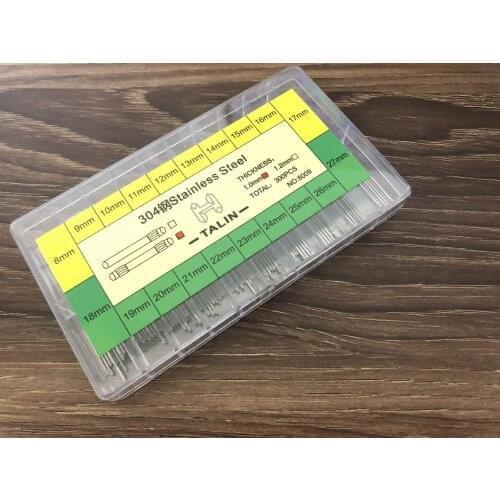 8mm 9mm 10mm 11mm 12mm 13mm 14mm 15mm 16mm 17mm
304钢Stainless Steel
TALIN
THICKNESS:
1.0mm 1.2mm
TOTAL: 300PCS
NO:6009
18mm 19mm 20mm 21mm 22mm 23mm 24mm 25mm 26mm 27mm